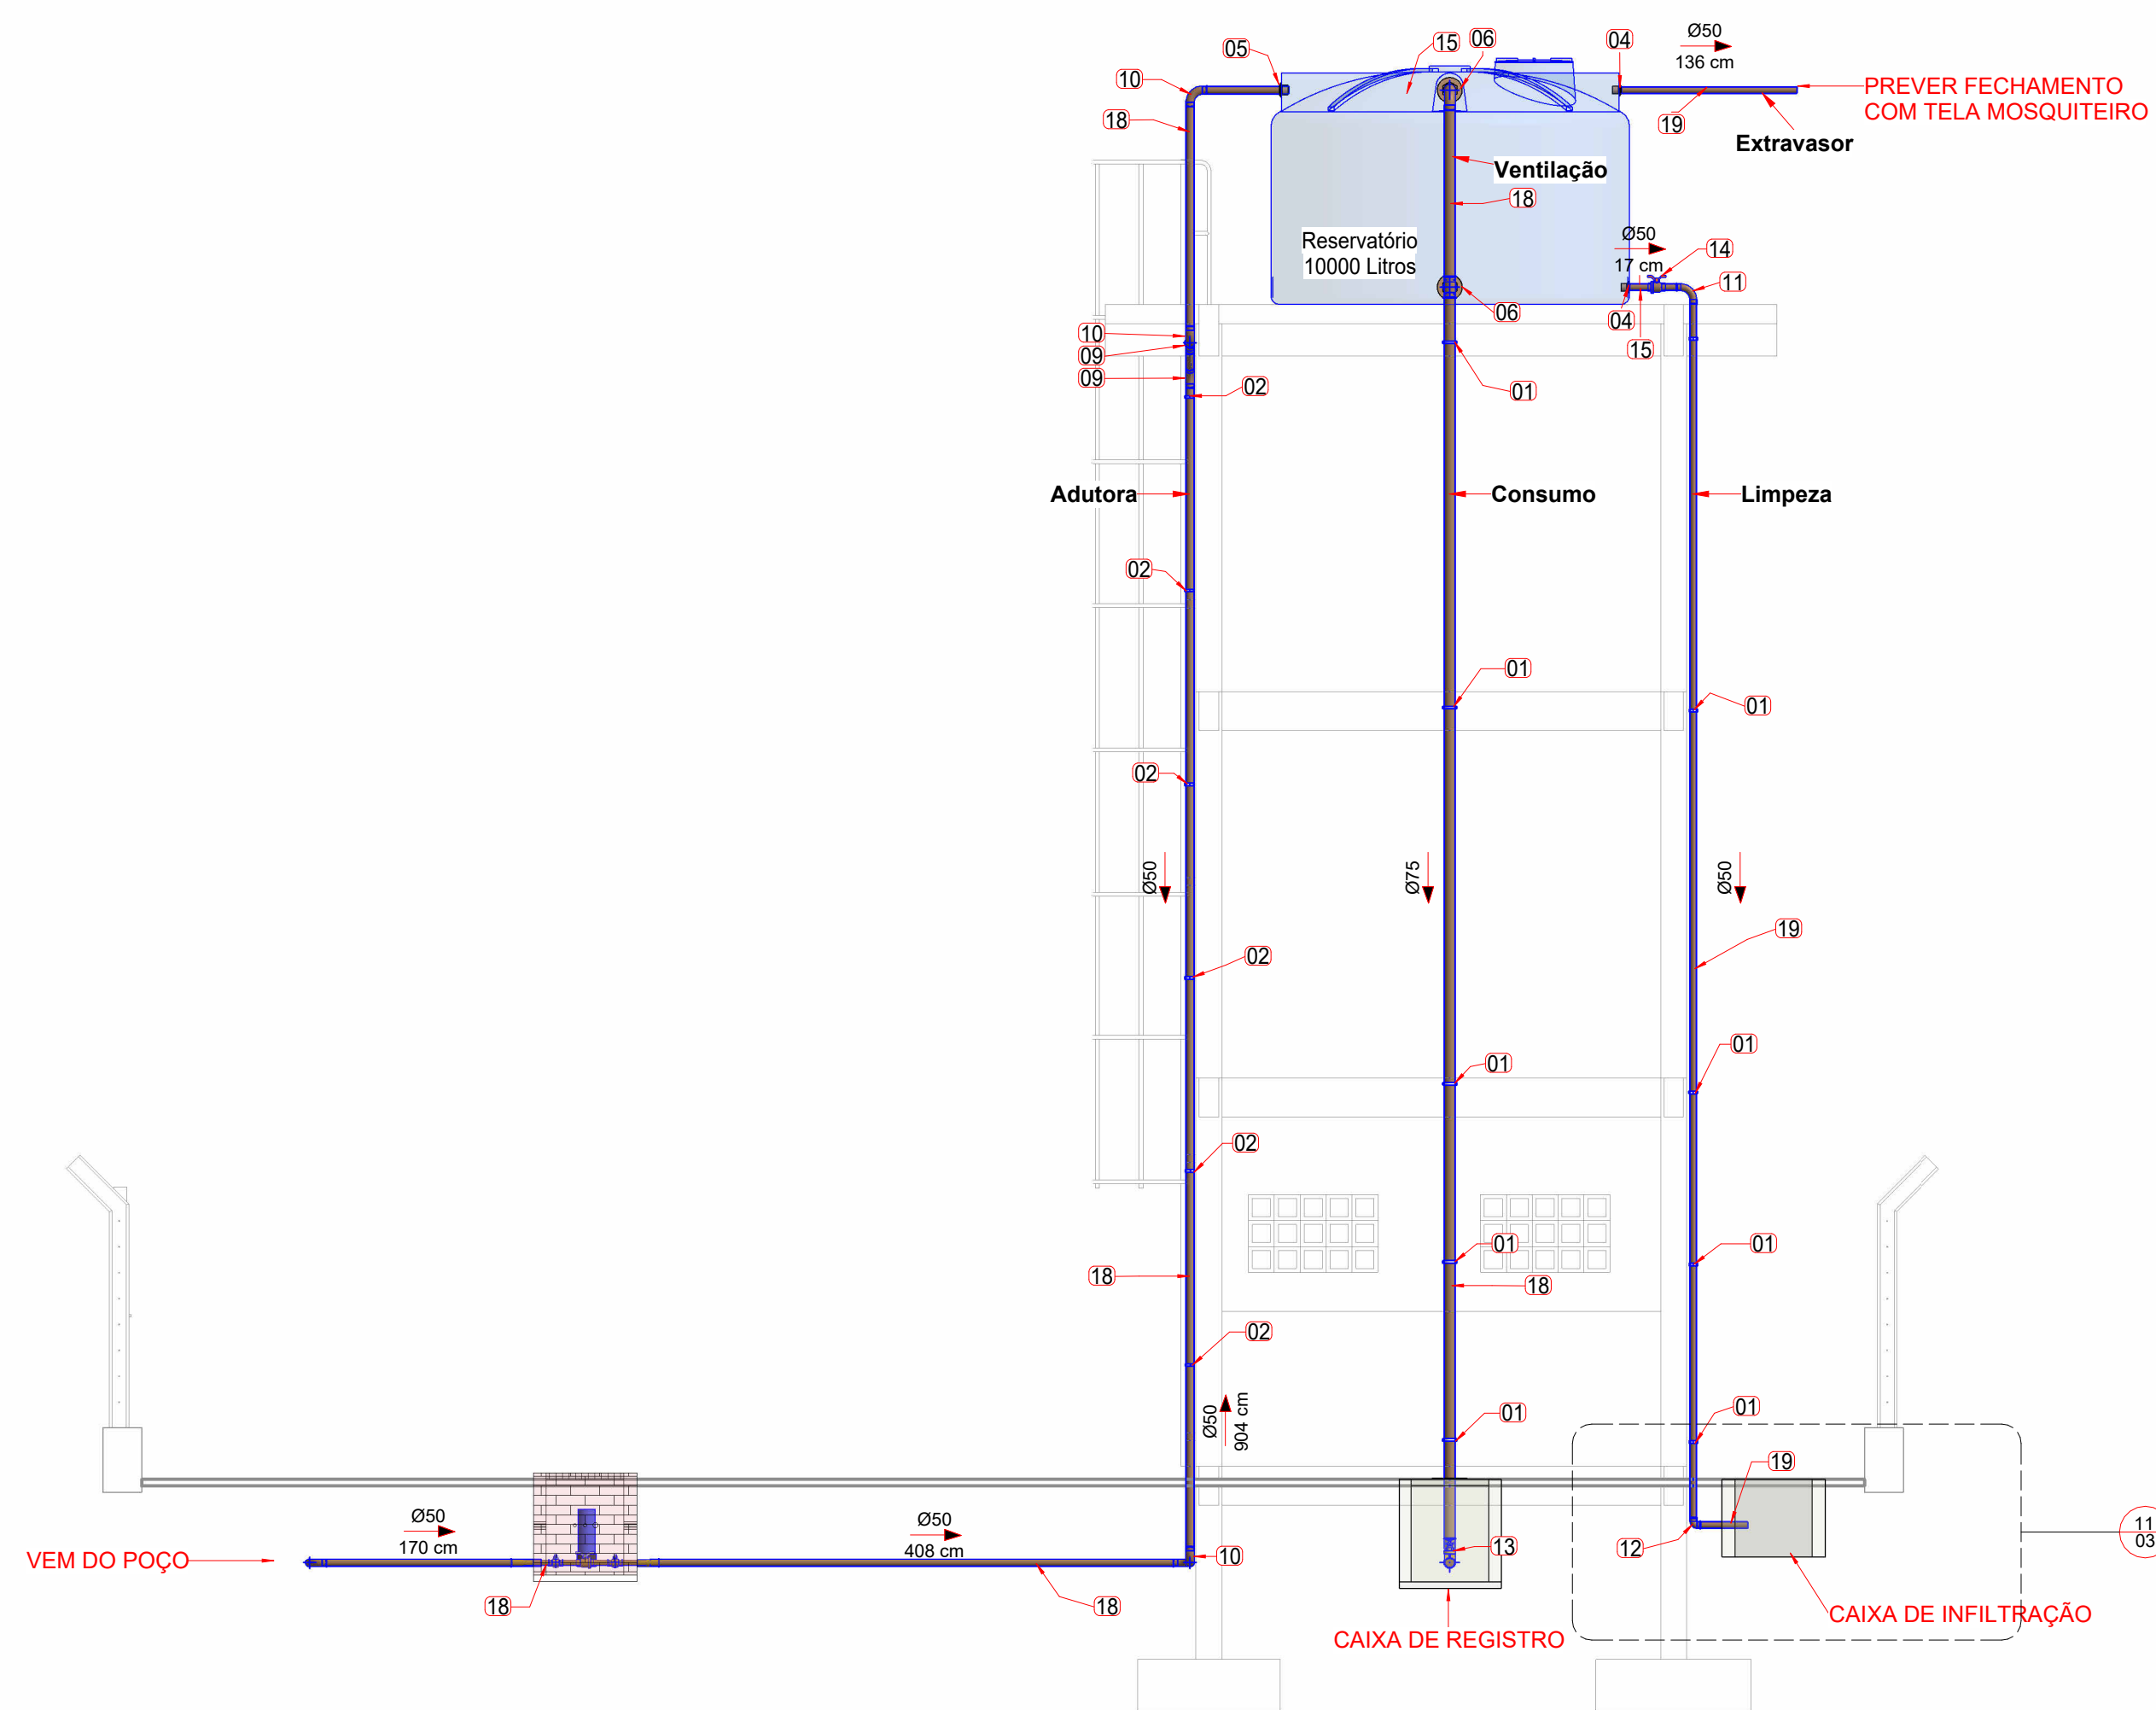 Ø50
136 cm
04
06
15
05
10
PREVER FECHAMENTO
COM TELA MOSQUITEIRO
18
19
Extravasor
Ventilação
18
Reservatório
10000 Litros
Ø50
17 cm
14
11
06
04
15
10
09
09
02
01
Adutora
Consumo
Limpeza
02
01
01
02
Ø50
Ø75
Ø50
19
02
01
01
02
01
01
18
18
02
Ø50
904 cm
01
01
19
Ø50
170 cm
Ø50
408 cm
11
03
VEM DO POÇO
10
13
12
18
18
CAIXA DE INFILTRAÇÃO
CAIXA DE REGISTRO